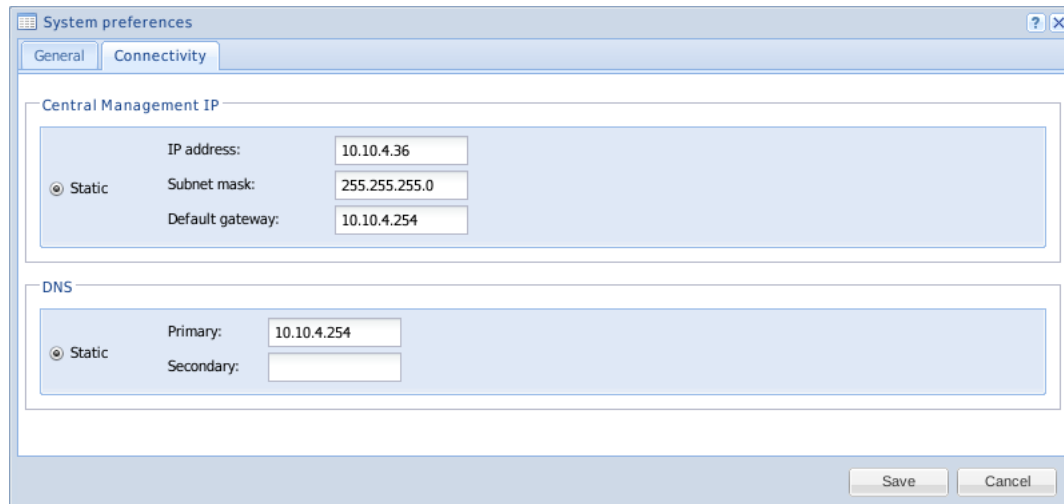 System preferences
General Connectivity
Central Management IP
Static
IP address: 10.10.4.36
Subnet mask: 255.255.255.0
Default gateway: 10.10.4.254
DNS
Static
Primary: 10.10.4.254
Secondary:
Save Cancel